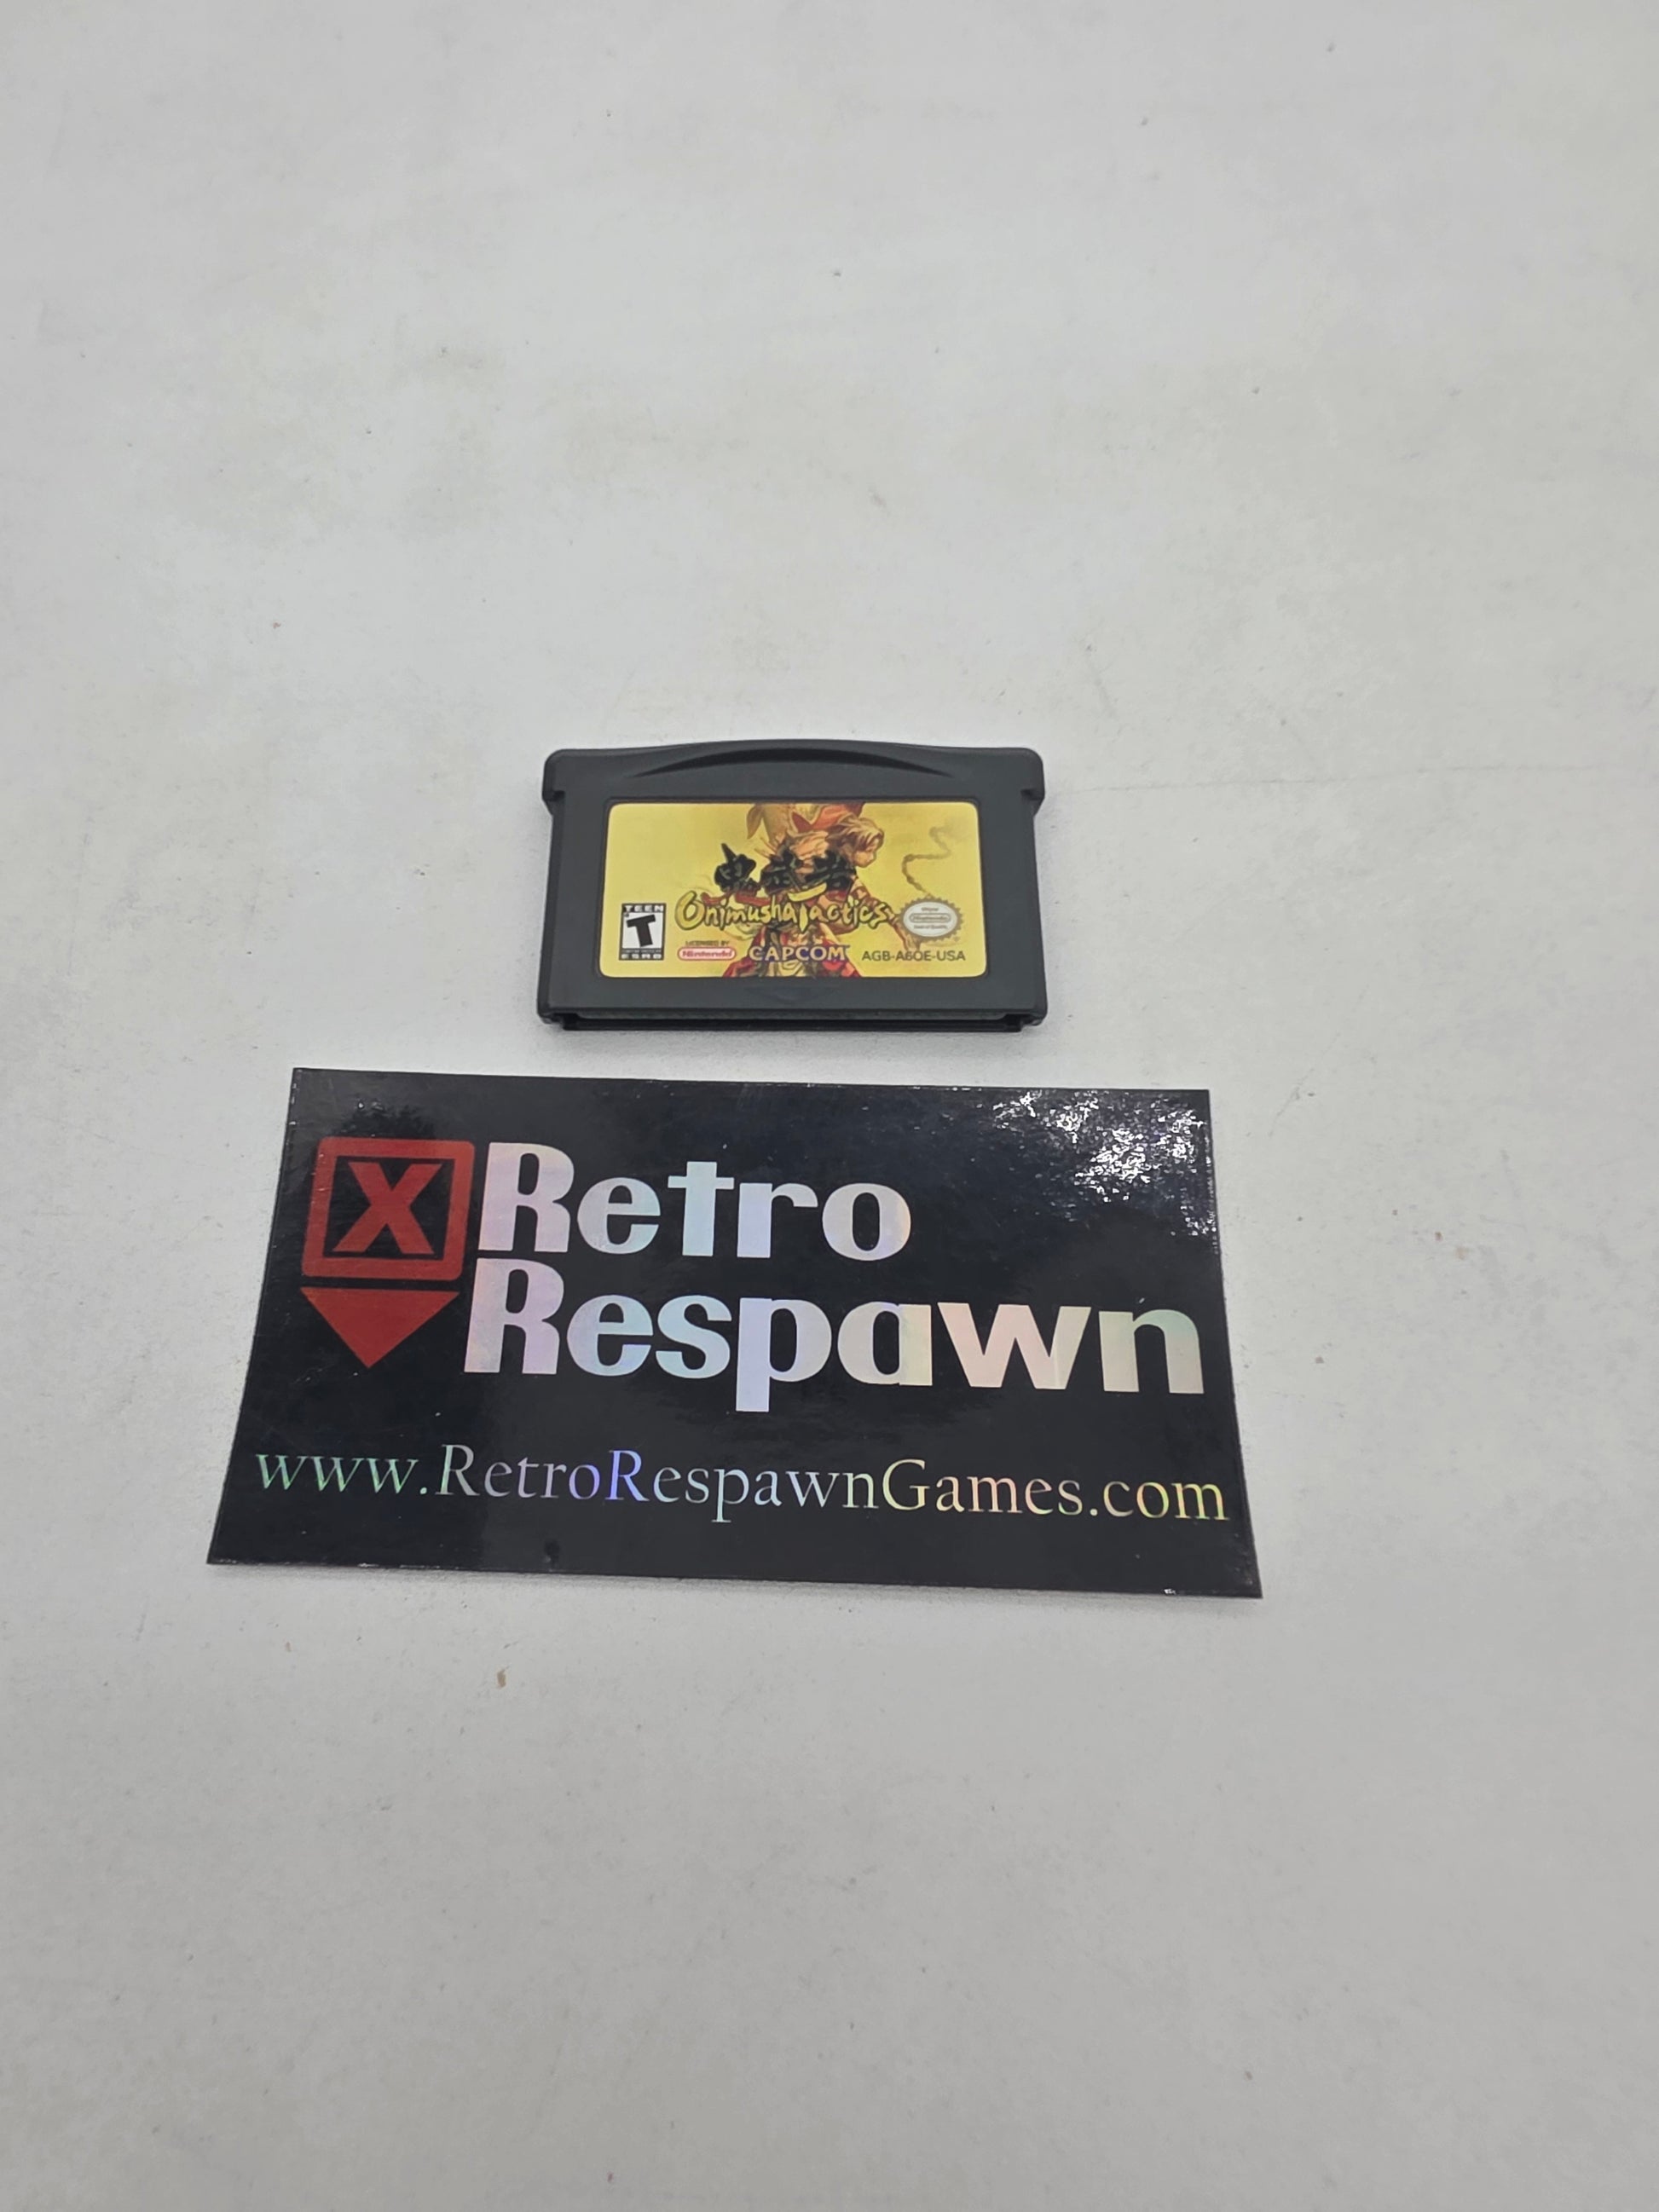 鬼武者
Onimusha Tactics
TEEN
T
ESRB
LICENSED BY
Nintendo
CAPCOM
Nintendo
AGB-A6OE-USA
X
Retro
Respawn
www.RetroRespawnGames.com